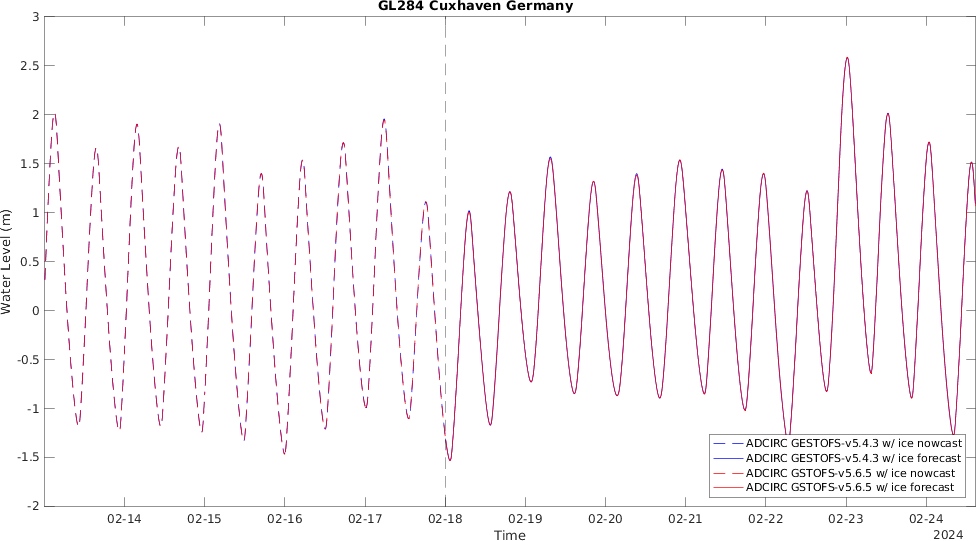 GL284 Cuxhaven Germany
3
2.5
2
1.5
1
0.5
0
-0.5
-1
-1.5
-2
Water Level (m)
ADCIRC GESTOFS-v5.4.3 w/ ice nowcast
ADCIRC GESTOFS-v5.4.3 w/ ice forecast
ADCIRC GSTOFS-v5.6.5 w/ ice nowcast
ADCIRC GSTOFS-v5.6.5 w/ ice forecast
02-14 02-15 02-16 02-17 02-18 02-19 02-20 02-21 02-22 02-23 02-24
Time
2024